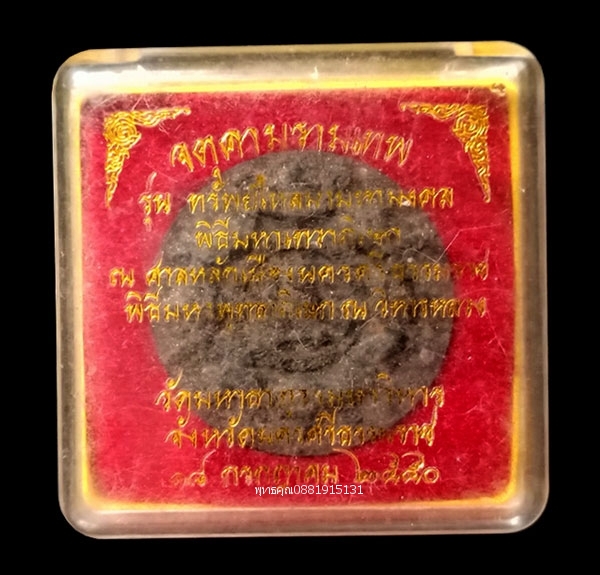 จตุคามรามเทพ
รุ่น ทรัพย์ไหลมามหามงคล
พิธีมหาเทวาภิเษก
ณ ศาลหลักเมืองนครศรีธรรมราช
พิธีมหาพุทธาภิเษก ณ วิหารหลวง
วัดมหาธาตุวรมหาวิหาร
จังหวัดนครศรีธรรมราช
๑๘ กรกฎาคม ๒๕๕๐
พุทธคุณ0881915131